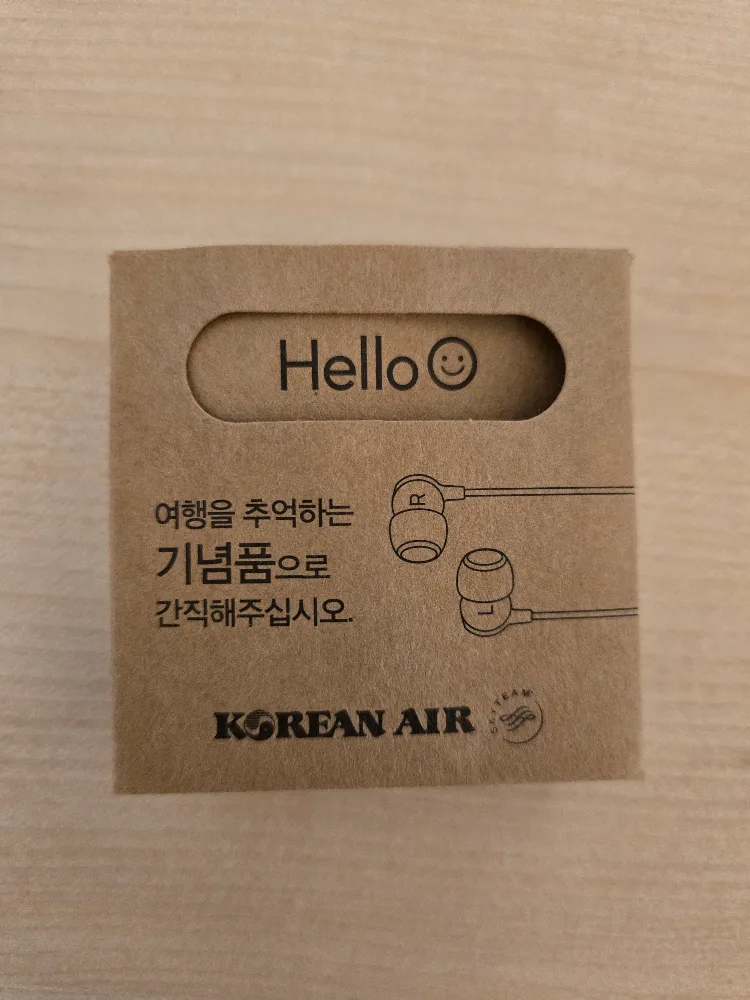 Hello
여행을 추억하는
기념품으로
간직해주십시오.
R
L
KOREAN AIR
SKYTEAM